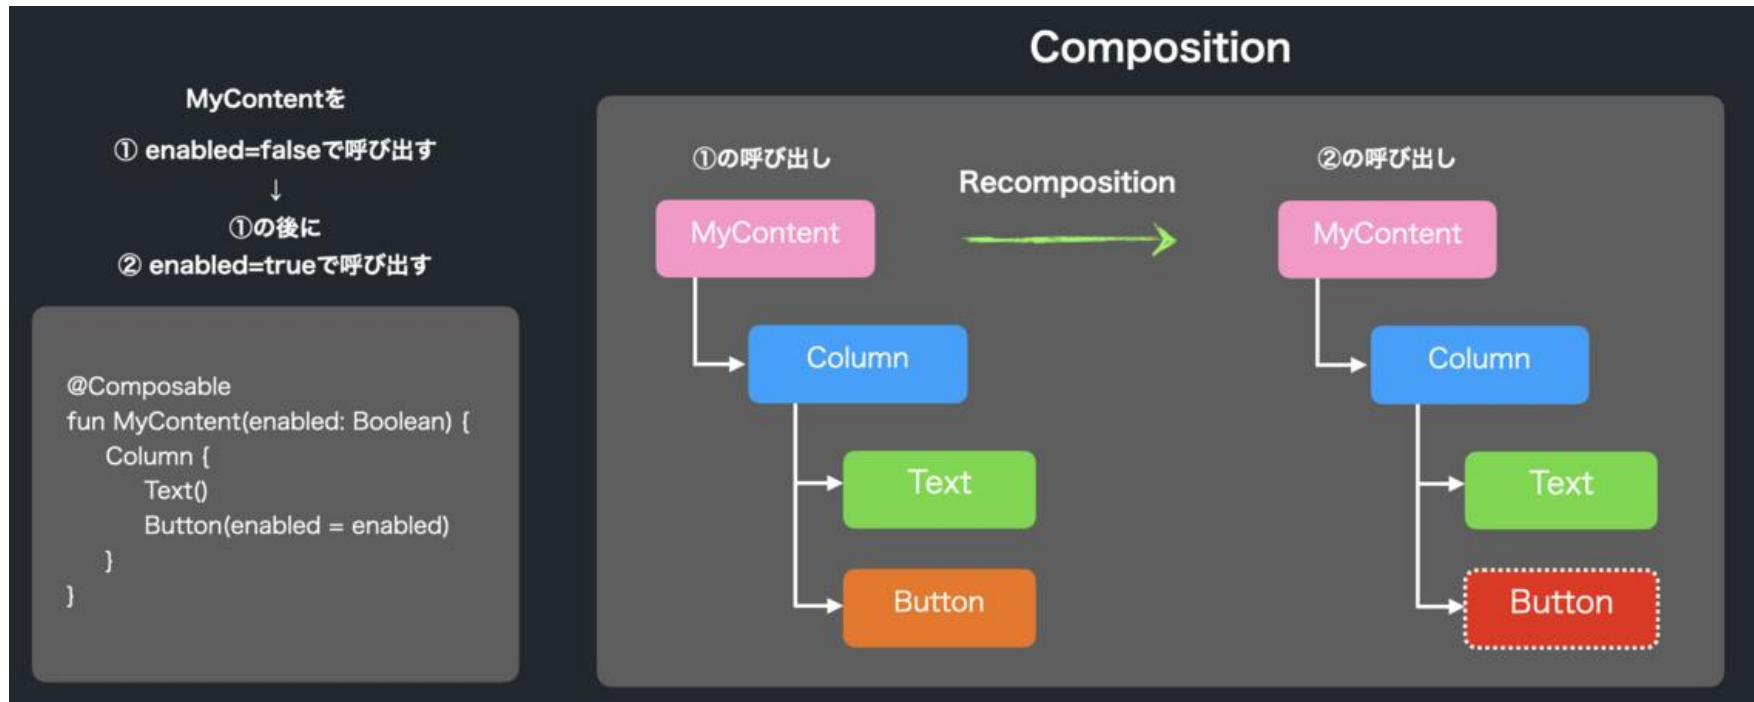 MyContentを
① enabled=falseで呼び出す
↓
①の後に
② enabled=trueで呼び出す
@Composable
fun MyContent(enabled: Boolean) {
Column {
Text()
Button(enabled = enabled)
}
}
Composition
①の呼び出し
MyContent
Column
Text
Button
Recomposition
②の呼び出し
MyContent
Column
Text
Button